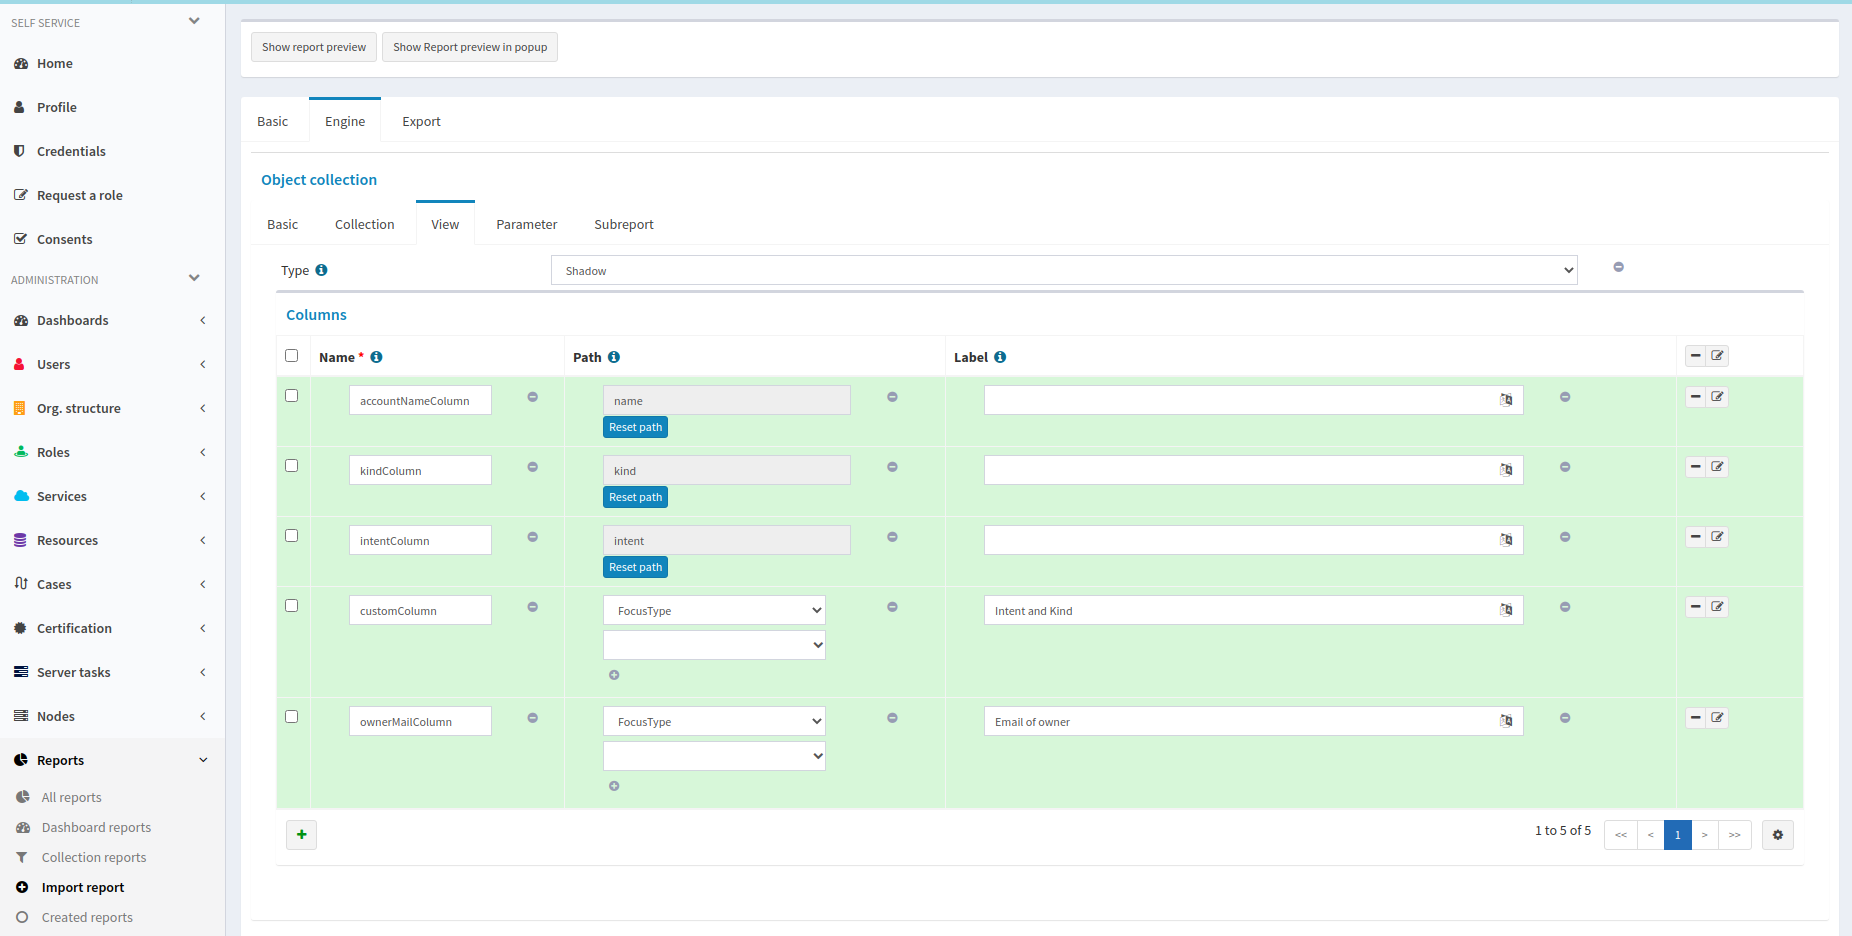 SELF SERVICE
Home
Profile
Credentials
Request a role
Consents
ADMINISTRATION
Dashboards
Users
Org. structure
Roles
Services
Resources
Cases
Certification
Server tasks
Nodes
Reports
All reports
Dashboard reports
Collection reports
Import report
Created reports
Show report preview Show Report preview in popup
Basic Engine Export
Object collection
Basic Collection View Parameter Subreport
Type Shadow
Columns
Name * Path Label
accountNameColumn name
Reset path
kindColumn kind
Reset path
intentColumn intent
Reset path
customColumn FocusType Intent and Kind
ownerMailColumn FocusType Email of owner
1 to 5 of 5 << < 1 > >>